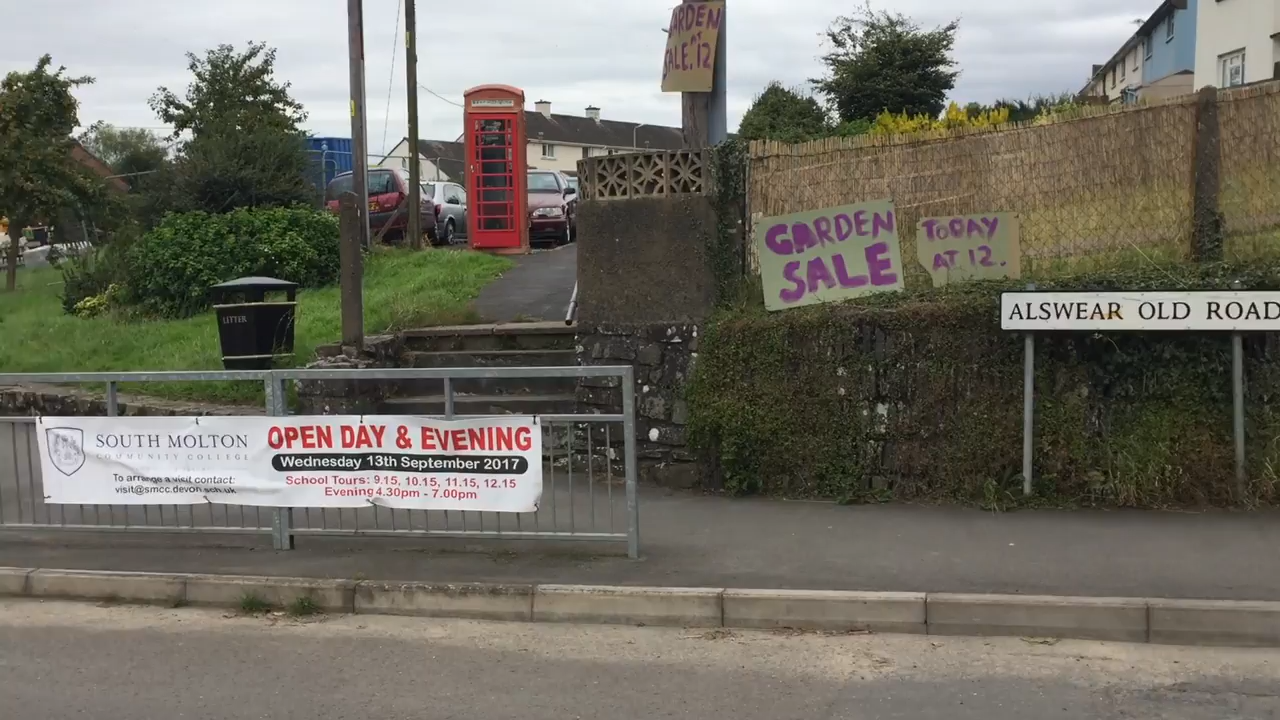 GARDEN
SALE AT
12
GARDEN
SALE
TODAY
AT 12.
ALSWEAR OLD ROAD
LITTER
SOUTH MOLTON
COMMUNITY COLLEGE
To arrange a visit contact:
visit@smcc.devon.sch.uk
OPEN DAY & EVENING
Wednesday 13th September 2017
School Tours: 9.15, 10.15, 11.15, 12.15
Evening 4.30pm - 7.00pm